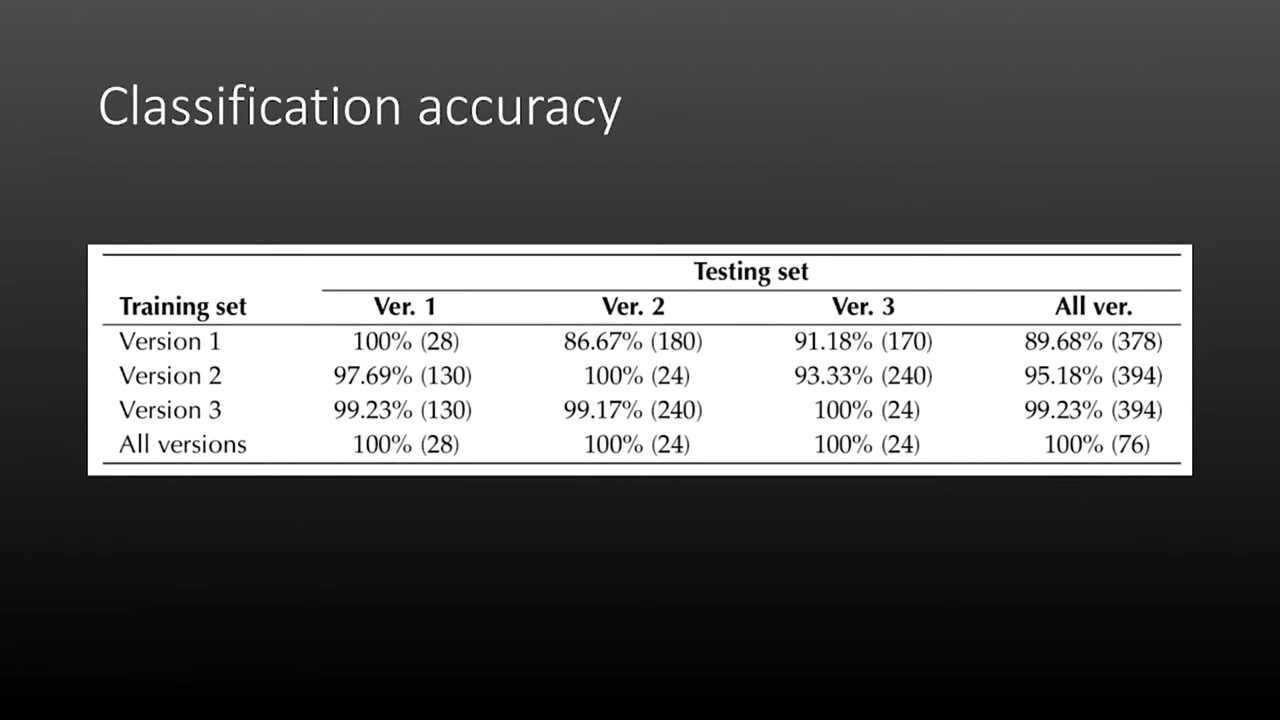 Classification accuracy
Testing set
Training set Ver. 1 Ver. 2 Ver. 3 All ver.
Version 1 100% (28) 86.67% (180) 91.18% (170) 89.68% (378)
Version 2 97.69% (130) 100% (24) 93.33% (240) 95.18% (394)
Version 3 99.23% (130) 99.17% (240) 100% (24) 99.23% (394)
All versions 100% (28) 100% (24) 100% (24) 100% (76)